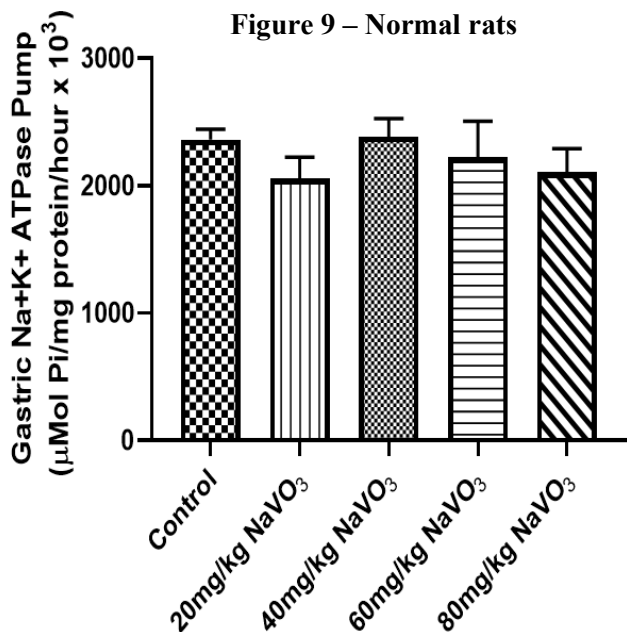 Figure 9 – Normal rats
Gastric Na+K+ ATPase Pump
(μMol Pi/mg protein/hour x 10³)
3000
2000
1000
0
Control
20mg/kg NaVO₃
40mg/kg NaVO₃
60mg/kg NaVO₃
80mg/kg NaVO₃